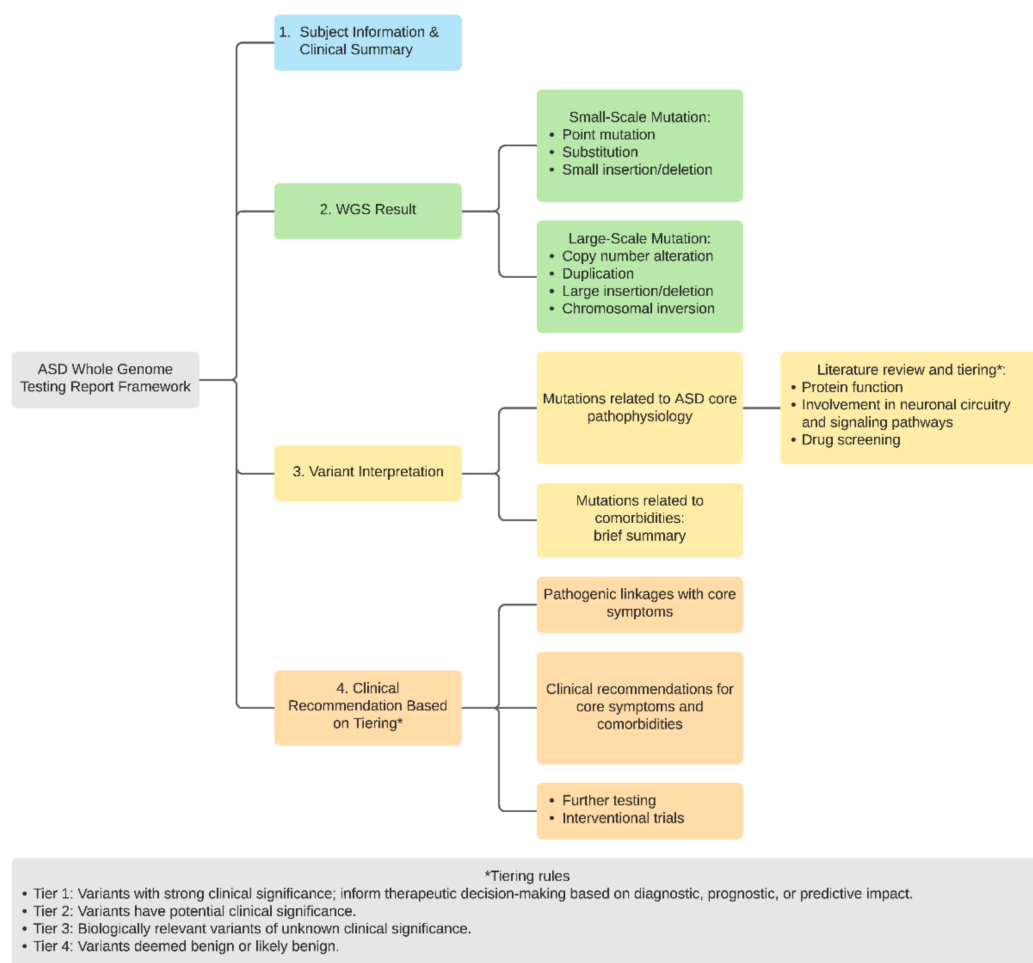 1. Subject Information &
Clinical Summary
Small-Scale Mutation:
• Point mutation
• Substitution
• Small insertion/deletion
2. WGS Result
Large-Scale Mutation:
• Copy number alteration
• Duplication
• Large insertion/deletion
• Chromosomal inversion
ASD Whole Genome
Testing Report Framework
Mutations related to ASD core
pathophysiology
Literature review and tiering*:
• Protein function
• Involvement in neuronal circuitry
and signaling pathways
• Drug screening
3. Variant Interpretation
Mutations related to
comorbidities:
brief summary
Pathogenic linkages with core
symptoms
4. Clinical
Recommendation Based
on Tiering*
Clinical recommendations for
core symptoms and
comorbidities
• Further testing
• Interventional trials
*Tiering rules
• Tier 1: Variants with strong clinical significance; inform therapeutic decision-making based on diagnostic, prognostic, or predictive impact.
• Tier 2: Variants have potential clinical significance.
• Tier 3: Biologically relevant variants of unknown clinical significance.
• Tier 4: Variants deemed benign or likely benign.